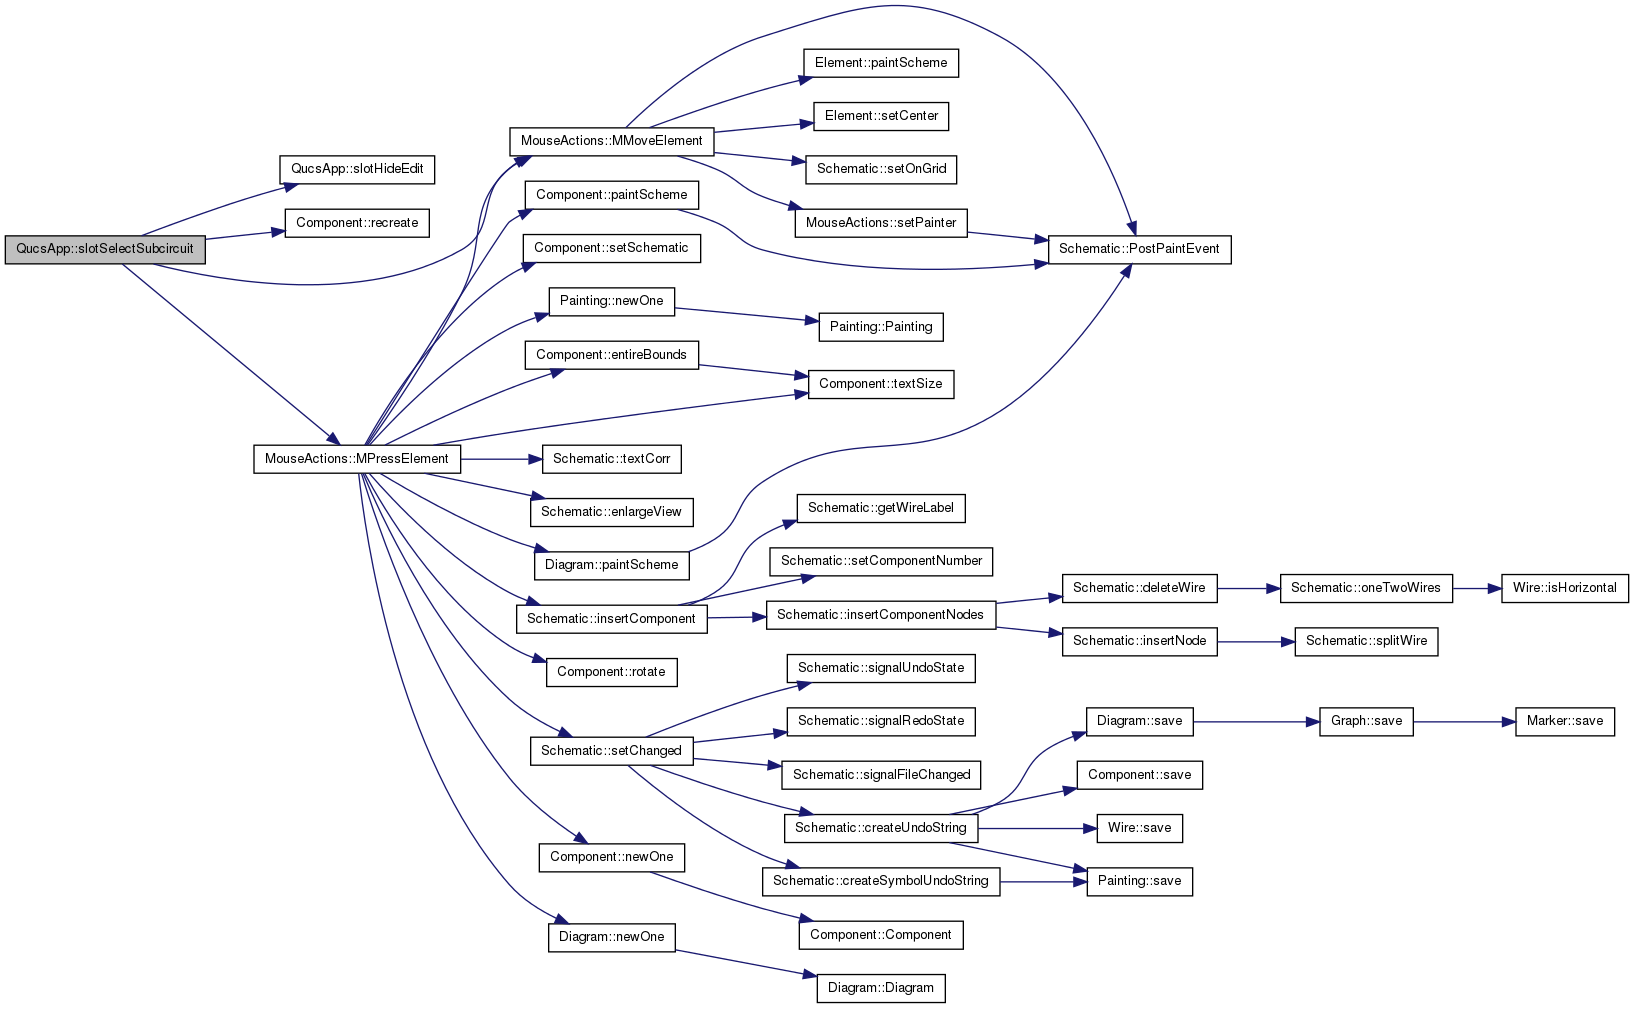 QucsApp::slotSelectSubcircuit
QucsApp::slotHideEdit
Component::recreate
MouseActions::MPressElement
MouseActions::MMoveElement
Component::paintScheme
Component::setSchematic
Painting::newOne
Component::entireBounds
Schematic::textCorr
Schematic::enlargeView
Diagram::paintScheme
Schematic::insertComponent
Component::rotate
Schematic::setChanged
Component::newOne
Diagram::newOne
Element::paintScheme
Element::setCenter
Schematic::setOnGrid
MouseActions::setPainter
Painting::Painting
Component::textSize
Schematic::getWireLabel
Schematic::setComponentNumber
Schematic::insertComponentNodes
Schematic::signalUndoState
Schematic::signalRedoState
Schematic::signalFileChanged
Schematic::createUndoString
Schematic::createSymbolUndoString
Component::Component
Diagram::Diagram
Schematic::PostPaintEvent
Schematic::deleteWire
Schematic::insertNode
Diagram::save
Component::save
Wire::save
Painting::save
Schematic::oneTwoWires
Schematic::splitWire
Graph::save
Wire::isHorizontal
Marker::save